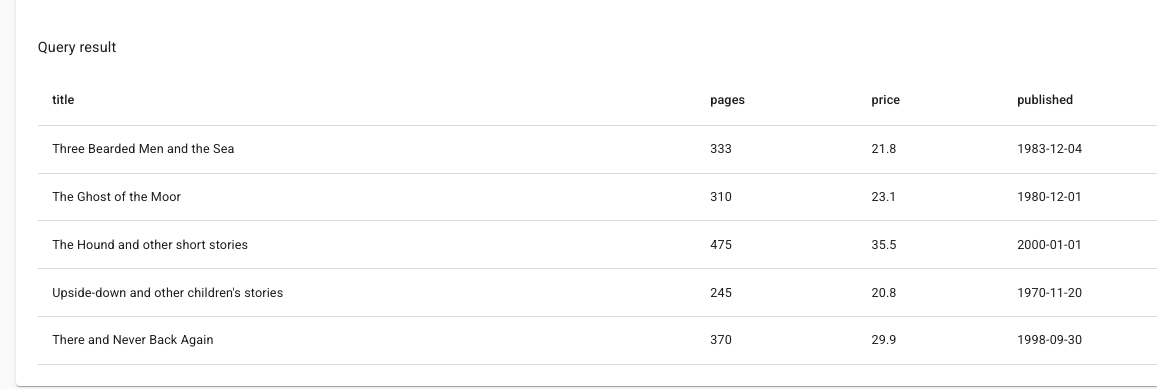 Query result
title pages price published
Three Bearded Men and the Sea 333 21.8 1983-12-04
The Ghost of the Moor 310 23.1 1980-12-01
The Hound and other short stories 475 35.5 2000-01-01
Upside-down and other children's stories 245 20.8 1970-11-20
There and Never Back Again 370 29.9 1998-09-30